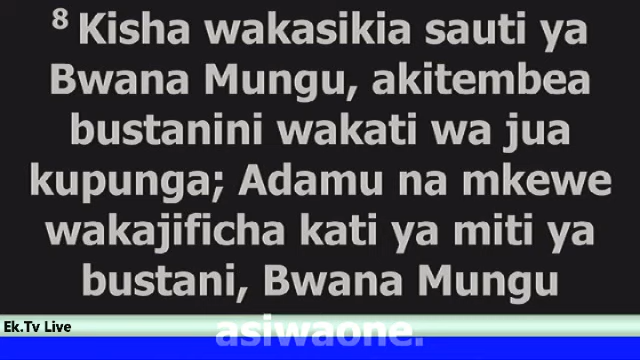 8 Kisha wakasikia sauti ya
Bwana Mungu, akitembea
bustanini wakati wa jua
kupunga; Adamu na mkewe
wakajificha kati ya miti ya
bustani, Bwana Mungu
asiwaone.
Ek.Tv Live